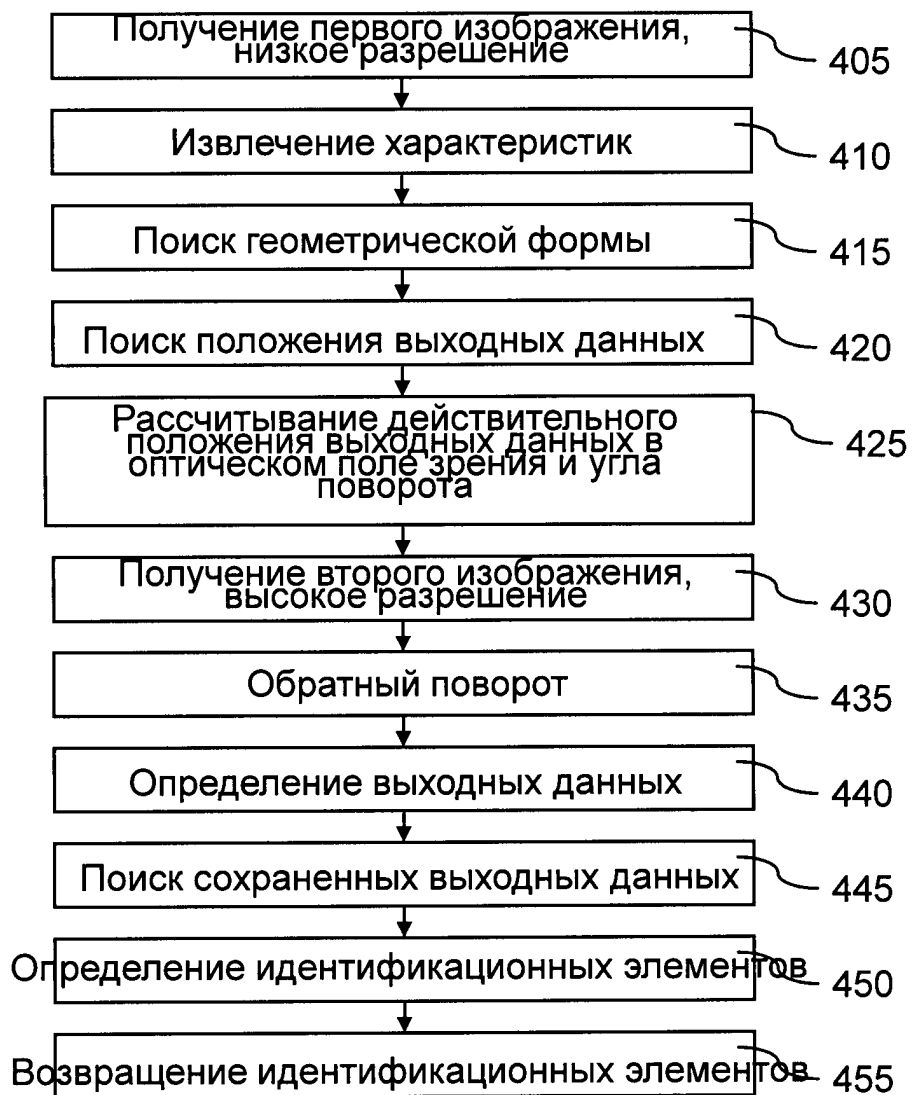 Получение первого изображения,
низкое разрешение
405
Извлечение характеристик
410
Поиск геометрической формы
415
Поиск положения выходных данных
420
Рассчитывание действительного
положения выходных данных в
оптическом поле зрения и угла
поворота
425
Получение второго изображения,
высокое разрешение
430
Обратный поворот
435
Определение выходных данных
440
Поиск сохраненных выходных данных
445
Определение идентификационных элементов
450
Возвращение идентификационных элементов
455